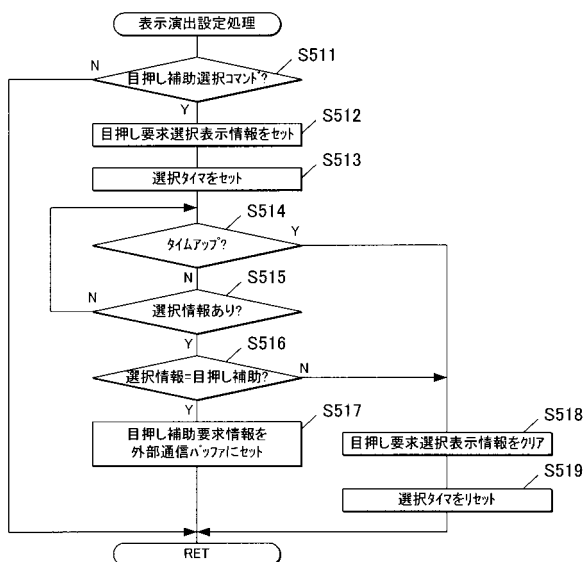 表示演出設定処理
S511
N
目押し補助選択コマンド?
Y
S512
目押し要求選択表示情報をセット
S513
選択タイマをセット
S514
タイムアップ?
Y
N
S515
N
選択情報あり?
Y
S516
選択情報=目押し補助?
N
Y
S517
目押し補助要求情報を
外部通信バッファにセット
S518
目押し要求選択表示情報をクリア
S519
選択タイマをリセット
RET